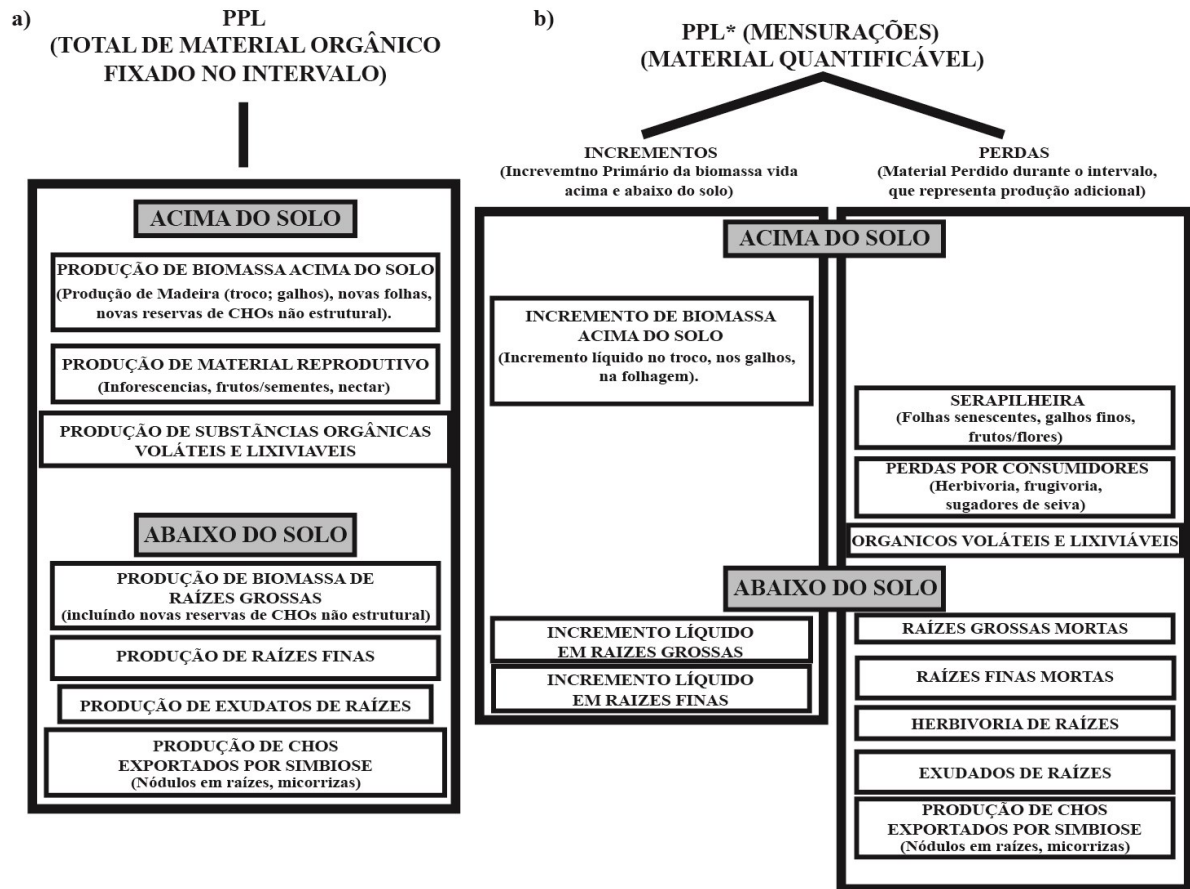 a)
PPL
(TOTAL DE MATERIAL ORGÂNICO
FIXADO NO INTERVALO)
ACIMA DO SOLO
PRODUÇÃO DE BIOMASSA ACIMA DO SOLO
(Produção de Madeira (troco; galhos), novas folhas,
novas reservas de CHOs não estrutural).
PRODUÇÃO DE MATERIAL REPRODUTIVO
(Inforescencias, frutos/sementes, nectar)
PRODUÇÃO DE SUBSTÂNCIAS ORGÂNICAS
VOLÁTEIS E LIXIVIAVEIS
ABAIXO DO SOLO
PRODUÇÃO DE BIOMASSA DE
RAÍZES GROSSAS
(incluíndo novas reservas de CHOs não estrutural)
PRODUÇÃO DE RAÍZES FINAS
PRODUÇÃO DE EXUDATOS DE RAÍZES
PRODUÇÃO DE CHOS
EXPORTADOS POR SIMBIOSE
(Nódulos em raízes, micorrizas)
b)
PPL* (MENSURAÇÕES)
(MATERIAL QUANTIFICÁVEL)
INCREMENTOS
(Increvemtno Primário da biomassa vida
acima e abaixo do solo)
PERDAS
(Material Perdido durante o intervalo,
que representa produção adicional)
ACIMA DO SOLO
INCREMENTO DE BIOMASSA
ACIMA DO SOLO
(Incremento líquido no troco, nos galhos,
na folhagem).
SERAPILHEIRA
(Folhas senescentes, galhos finos,
frutos/flores)
PERDAS POR CONSUMIDORES
(Herbivoria, frugivoria,
sugadores de seiva)
ORGANICOS VOLÁTEIS E LIXIVIÁVEIS
ABAIXO DO SOLO
INCREMENTO LÍQUIDO
EM RAIZES GROSSAS
INCREMENTO LÍQUIDO
EM RAIZES FINAS
RAÍZES GROSSAS MORTAS
RAÍZES FINAS MORTAS
HERBIVORIA DE RAÍZES
EXUDADOS DE RAÍZES
PRODUÇÃO DE CHOS
EXPORTADOS POR SIMBIOSE
(Nódulos em raízes, micorrizas)